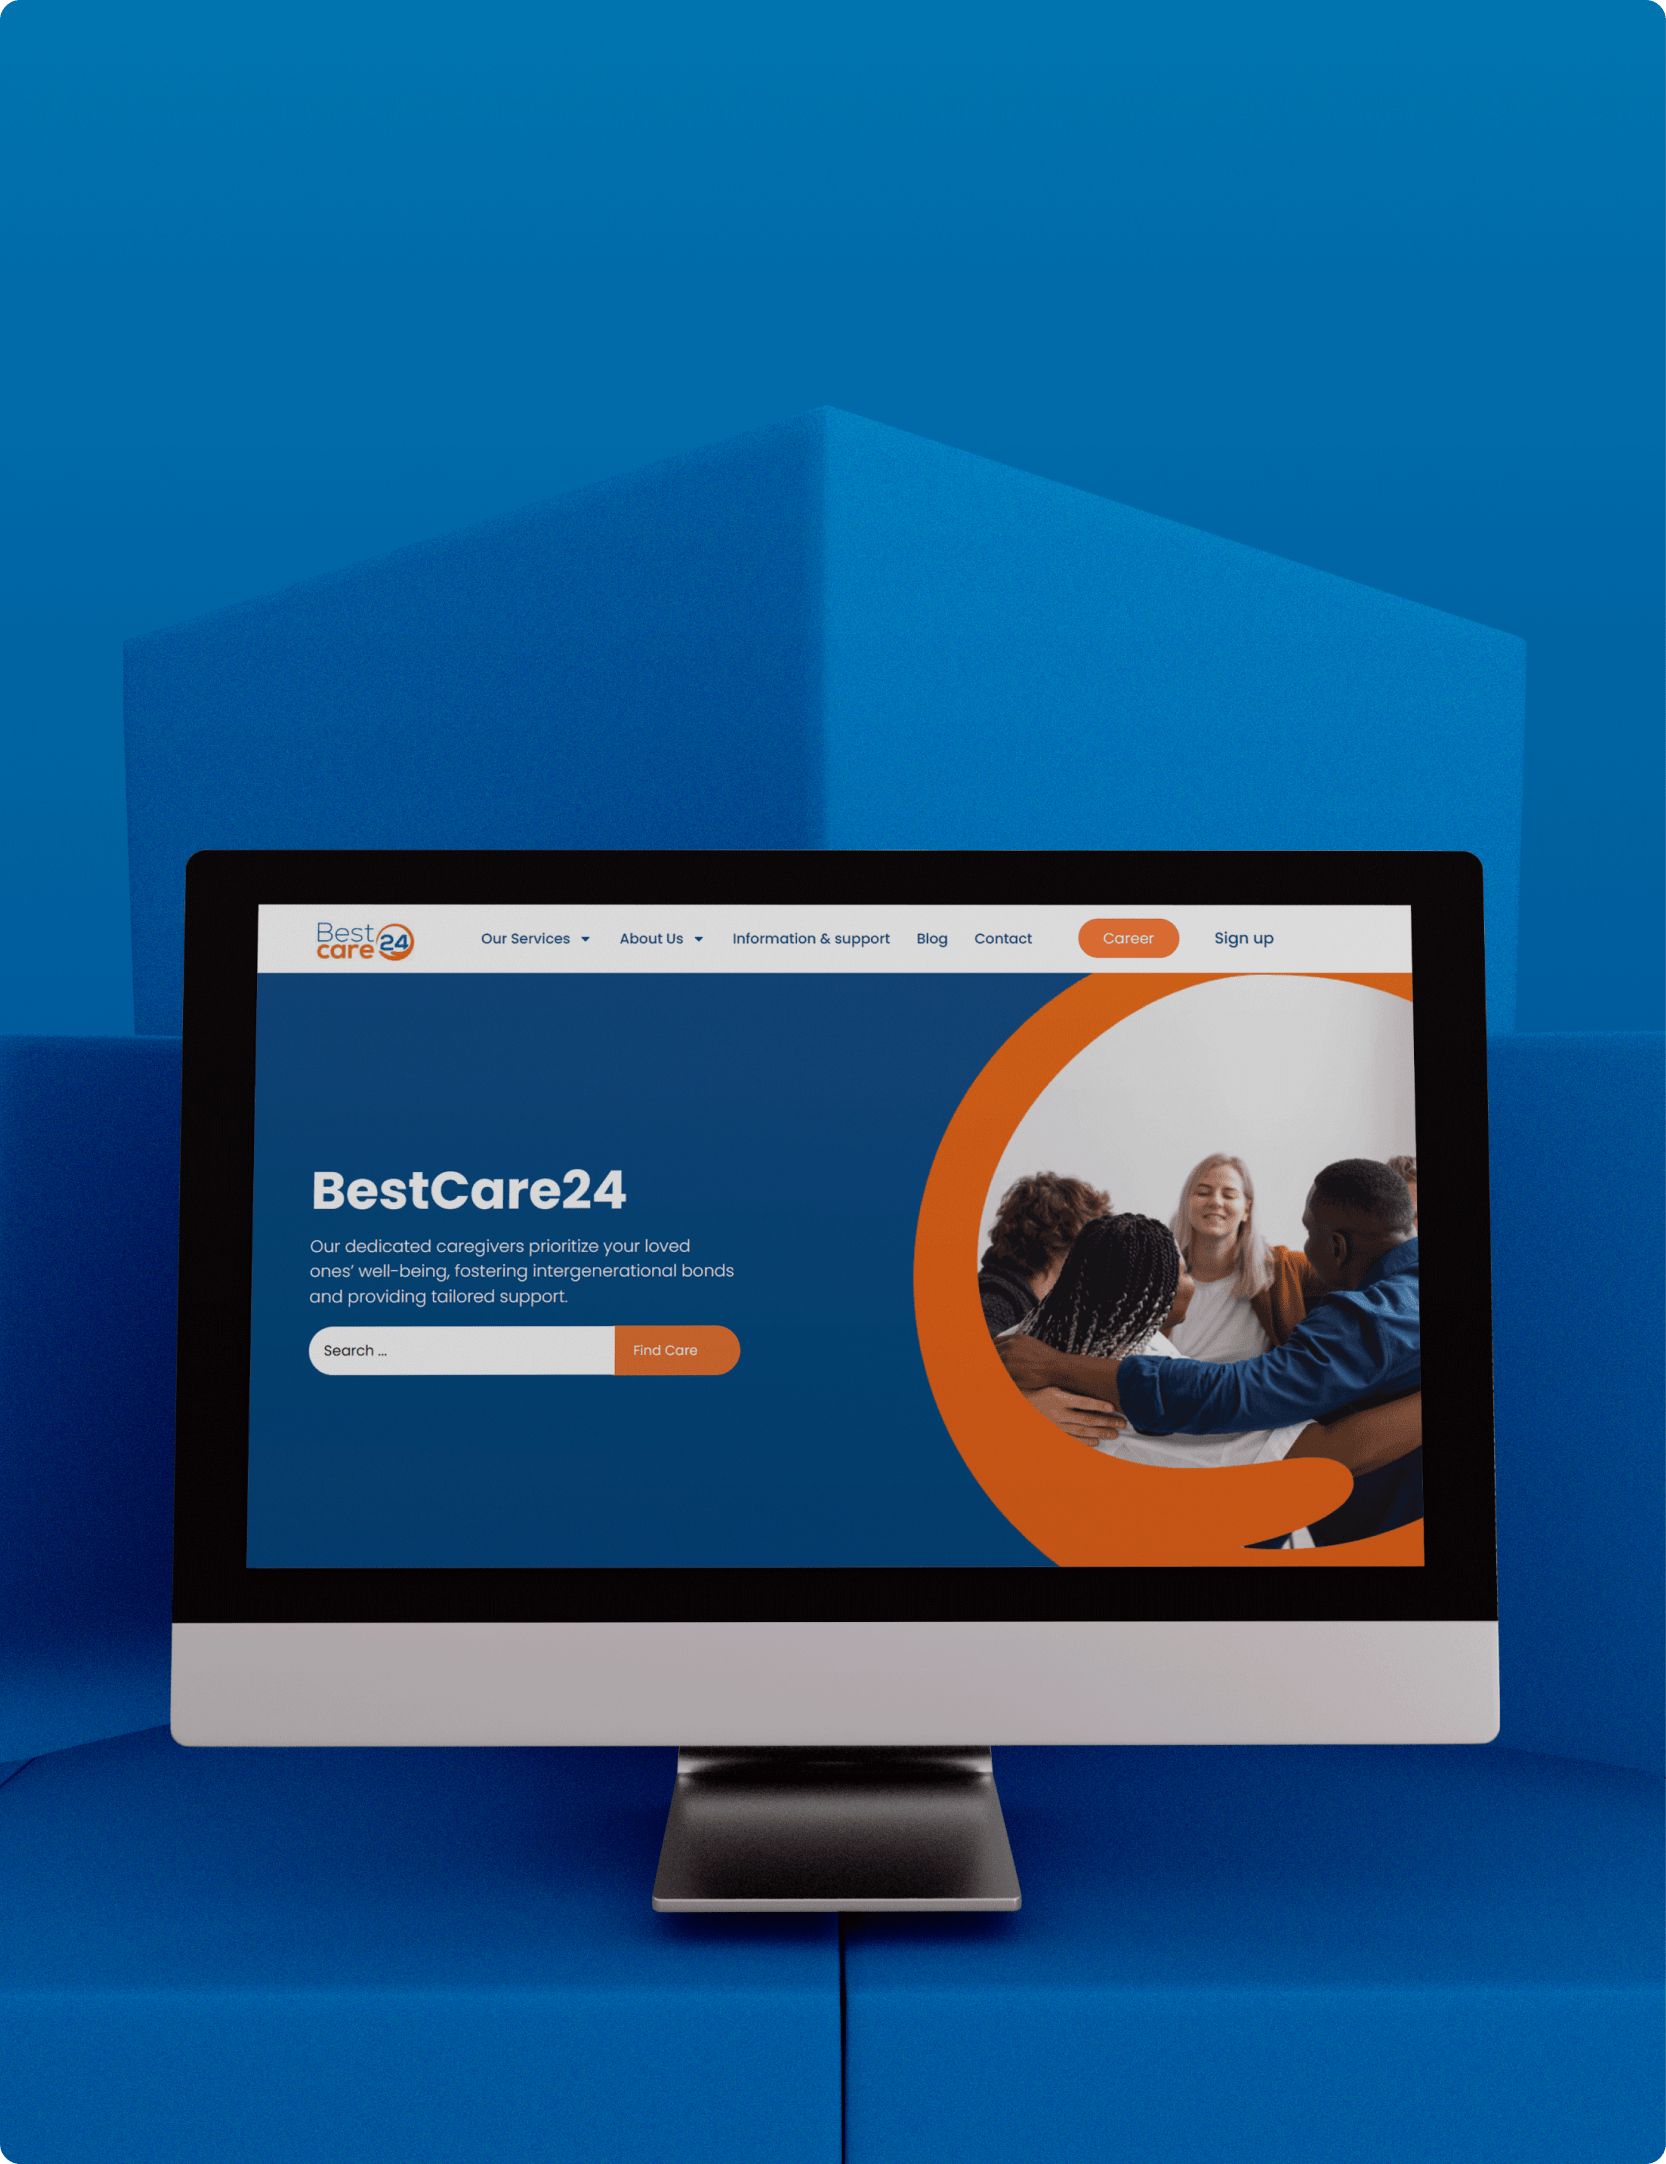 Best
care 24
Our Services
About Us
Information & support
Blog
Contact
Career
Sign up
BestCare24
Our dedicated caregivers prioritize your loved
ones’ well-being, fostering intergenerational bonds
and providing tailored support.
Search ...
Find Care